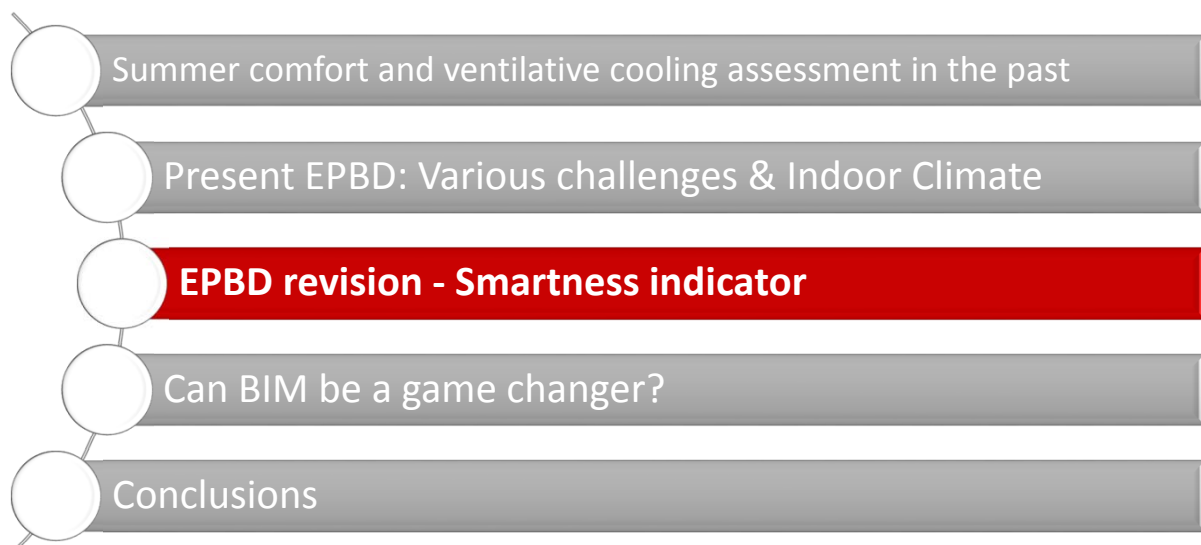 Summer comfort and ventilative cooling assessment in the past
Present EPBD: Various challenges & Indoor Climate
EPBD revision - Smartness indicator
Can BIM be a game changer?
Conclusions